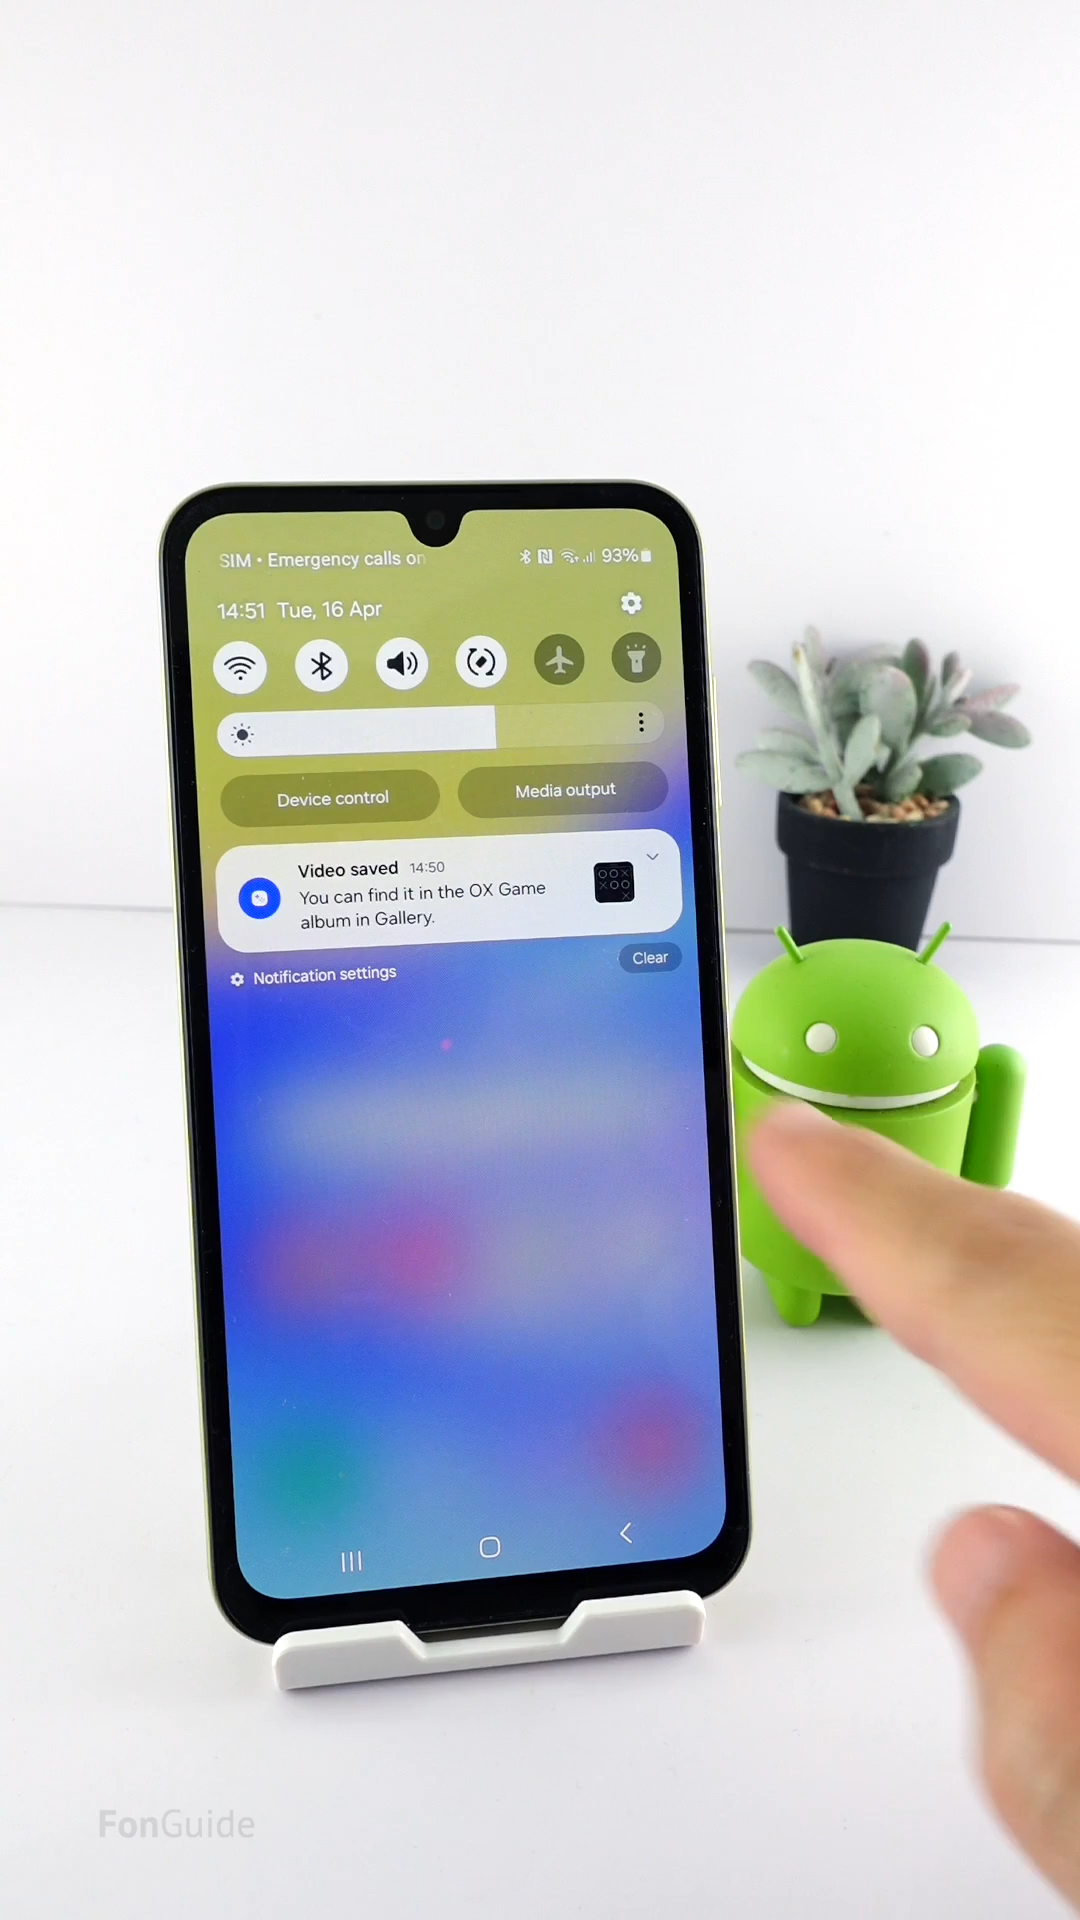 SIM • Emergency calls on
93%
14:51 Tue, 16 Apr
Device control
Media output
Video saved 14:50
You can find it in the OX Game
album in Gallery.
Notification settings
Clear
FonGuide